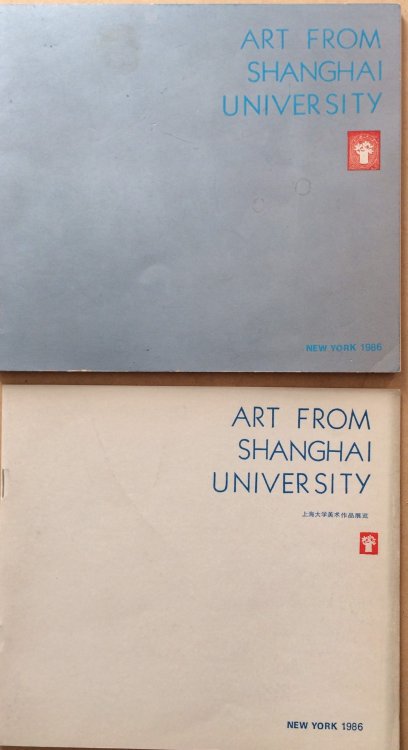 ART FROM
SHANGHAI
UNIVERSITY
NEW YORK 1986
ART FROM
SHANGHAI
UNIVERSITY
上海大学美术作品展览
NEW YORK 1986